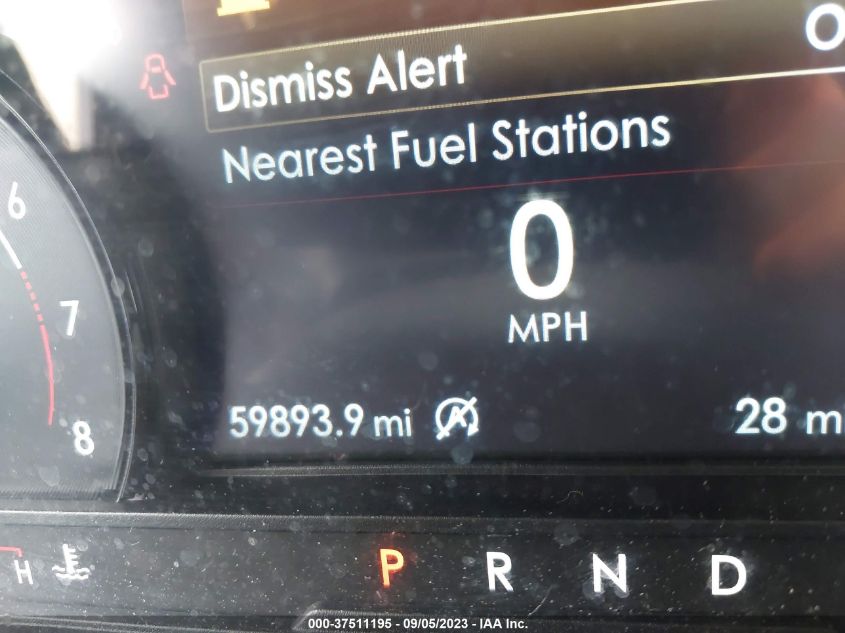 Dismiss Alert
Nearest Fuel Stations
6
0
MPH
7
59893.9 mi
28 m
8
H
P R N D
000-37511195 - 09/05/2023 - IAA Inc.